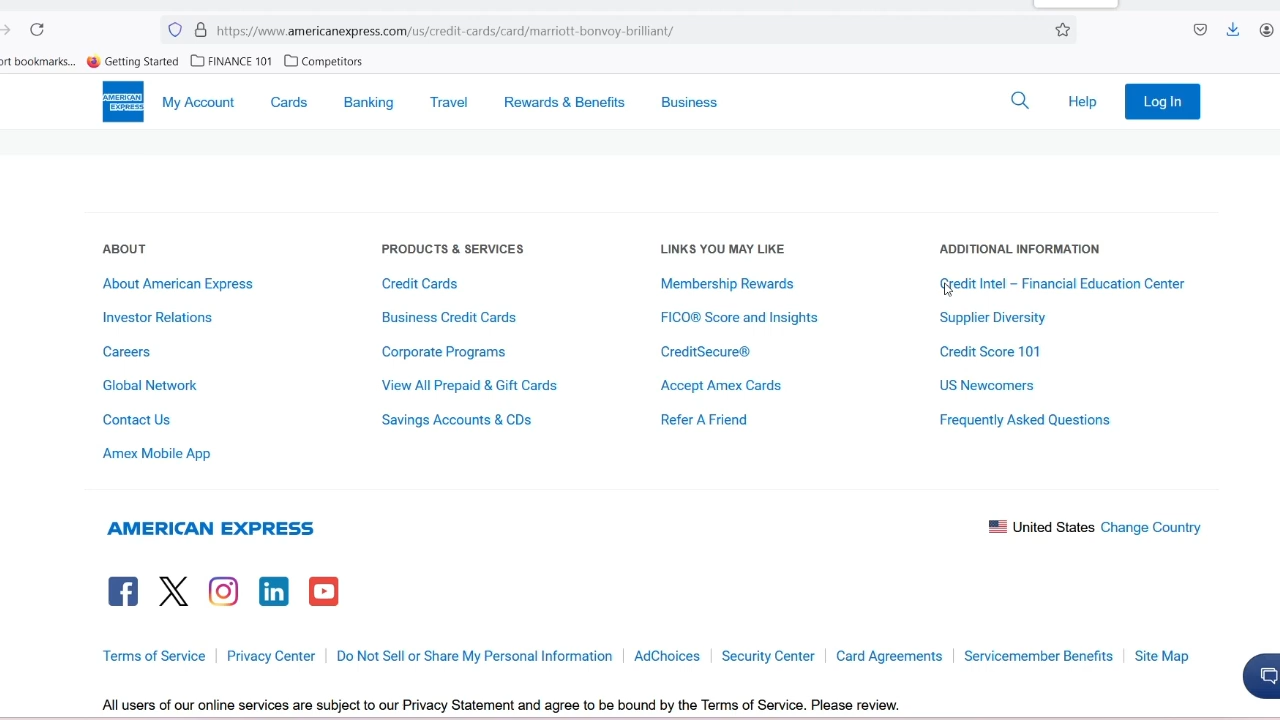 https://www.americanexpress.com/us/credit-cards/card/marriott-bonvoy-brilliant/
ort bookmarks... Getting Started FINANCE 101 Competitors
AMERICAN EXPRESS My Account Cards Banking Travel Rewards & Benefits Business Help Log In
ABOUT PRODUCTS & SERVICES LINKS YOU MAY LIKE ADDITIONAL INFORMATION
About American Express Credit Cards Membership Rewards Credit Intel – Financial Education Center
Investor Relations Business Credit Cards FICO® Score and Insights Supplier Diversity
Careers Corporate Programs CreditSecure® Credit Score 101
Global Network View All Prepaid & Gift Cards Accept Amex Cards US Newcomers
Contact Us Savings Accounts & CDs Refer A Friend Frequently Asked Questions
Amex Mobile App
AMERICAN EXPRESS United States Change Country
Terms of Service | Privacy Center | Do Not Sell or Share My Personal Information | AdChoices | Security Center | Card Agreements | Servicemember Benefits | Site Map
All users of our online services are subject to our Privacy Statement and agree to be bound by the Terms of Service. Please review.